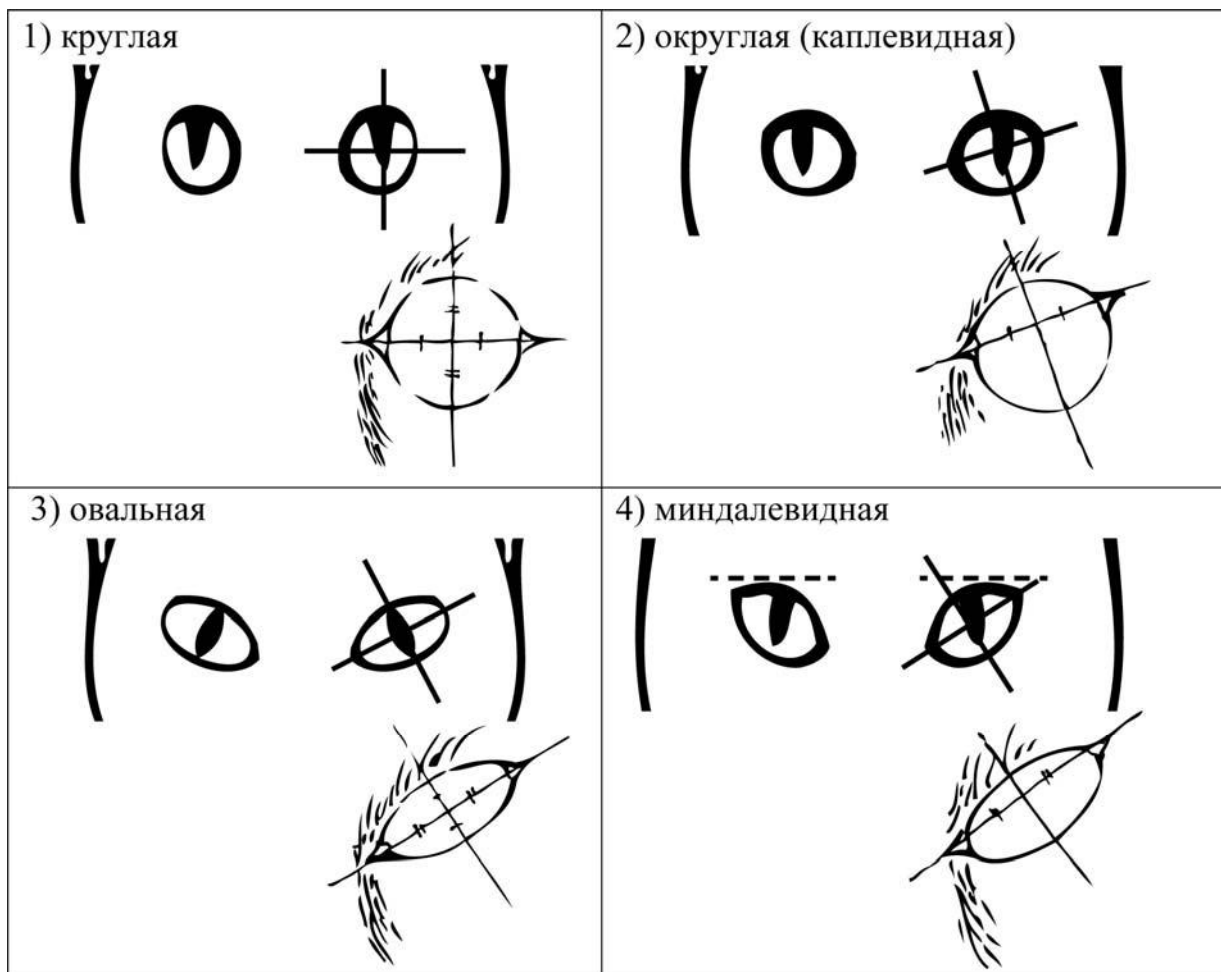 1) круглая
2) округлая (каплевидная)
3) овальная
4) миндалевидная